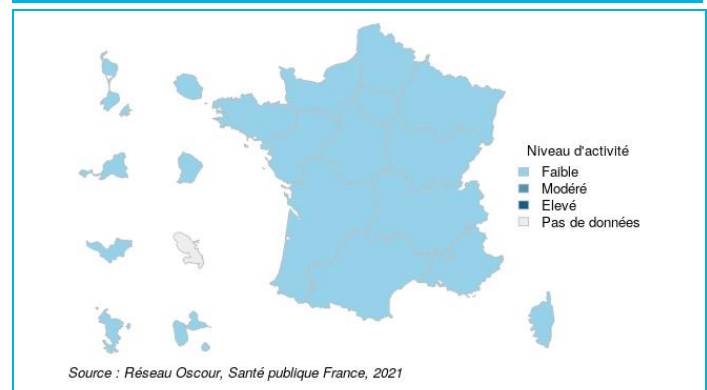 Niveau d'activité
Faible
Modéré
Elevé
Pas de données
Source : Réseau Oscour, Santé publique France, 2021